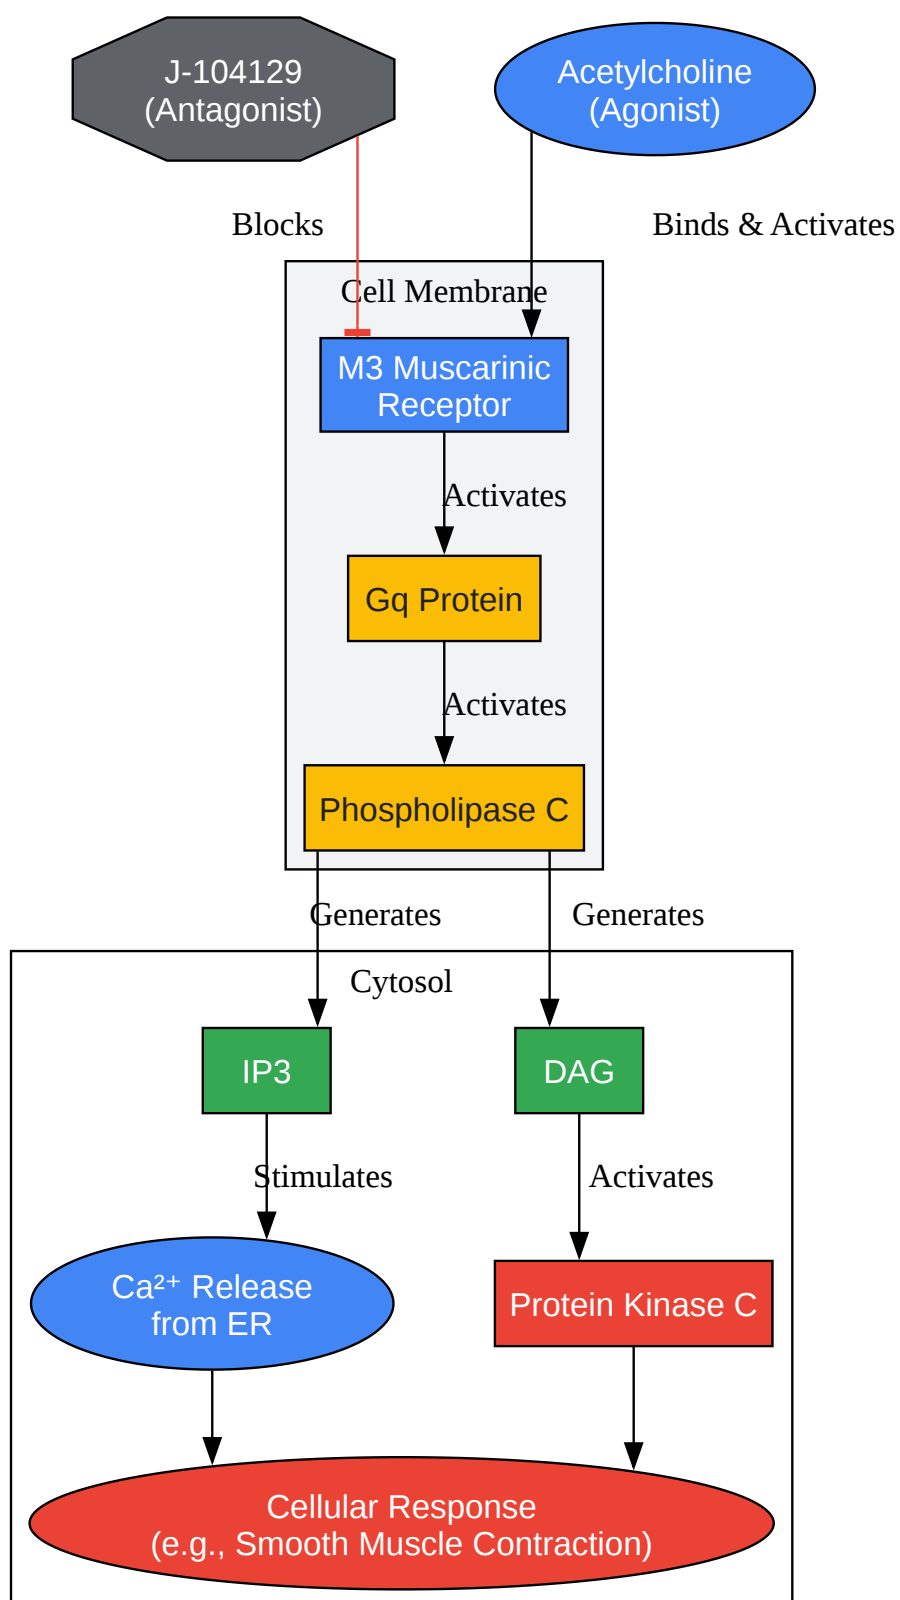 J-104129
(Antagonist)
Acetylcholine
(Agonist)
Blocks
Binds & Activates
Cell Membrane
M3 Muscarinic
Receptor
Activates
Gq Protein
Activates
Phospholipase C
Generates
Generates
Cytosol
IP3
DAG
Stimulates
Activates
Ca²⁺ Release
from ER
Protein Kinase C
Cellular Response
(e.g., Smooth Muscle Contraction)